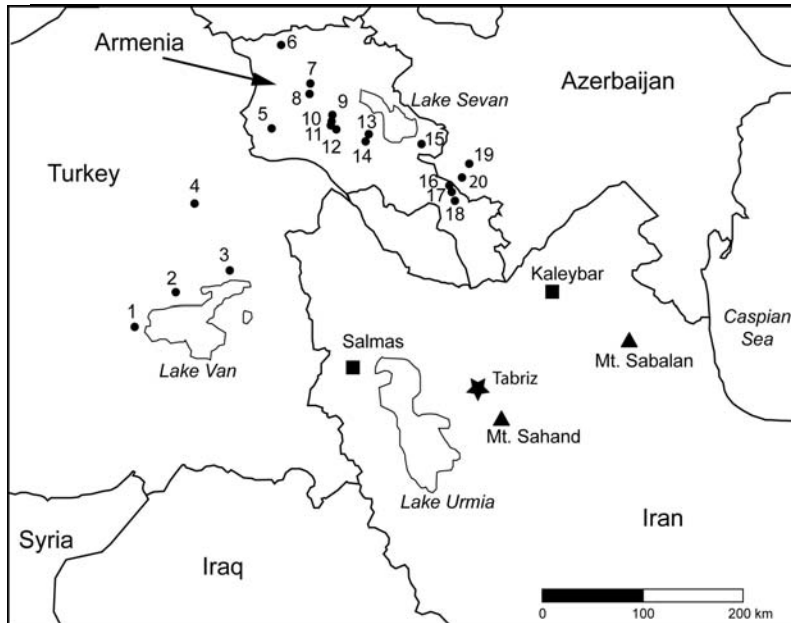 Armenia
6
7
8
9
10
11
12
13
14
5
Lake Sevan
15
Azerbaijan
19
20
16
17
18
Turkey
4
3
2
1
Lake Van
Kaleybar
Salmas
Tabriz
Mt. Sabalan
Mt. Sahand
Caspian
Sea
Lake Urmia
Syria
Iraq
Iran
0
100
200 km